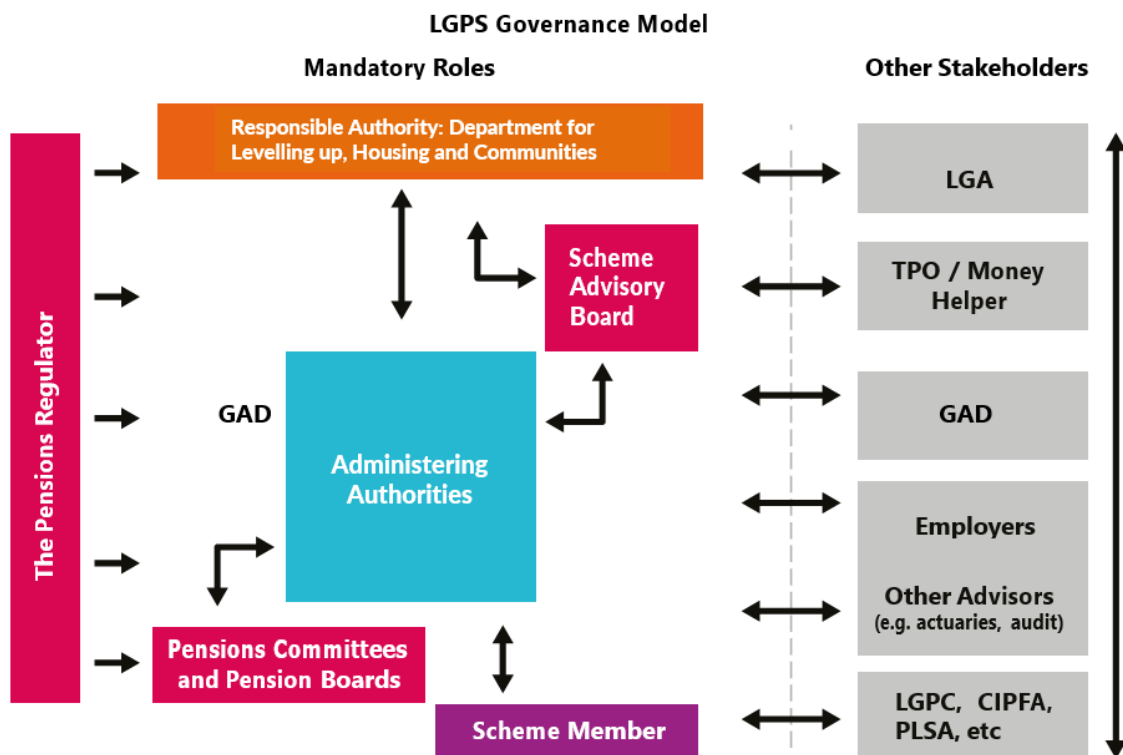 LGPS Governance Model
Mandatory Roles
Other Stakeholders
The Pensions Regulator
Responsible Authority: Department for
Levelling up, Housing and Communities
Scheme
Advisory
Board
GAD
Administering
Authorities
Pensions Committees
and Pension Boards
Scheme Member
LGA
TPO / Money
Helper
GAD
Employers
Other Advisors
(e.g. actuaries, audit)
LGPC, CIPFA,
PLSA, etc